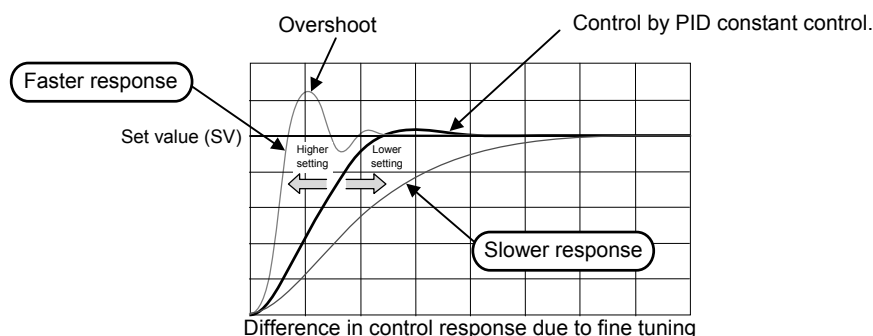 Overshoot
Control by PID constant control.
Faster response
Set value (SV)
Higher
setting
Lower
setting
Slower response
Difference in control response due to fine tuning